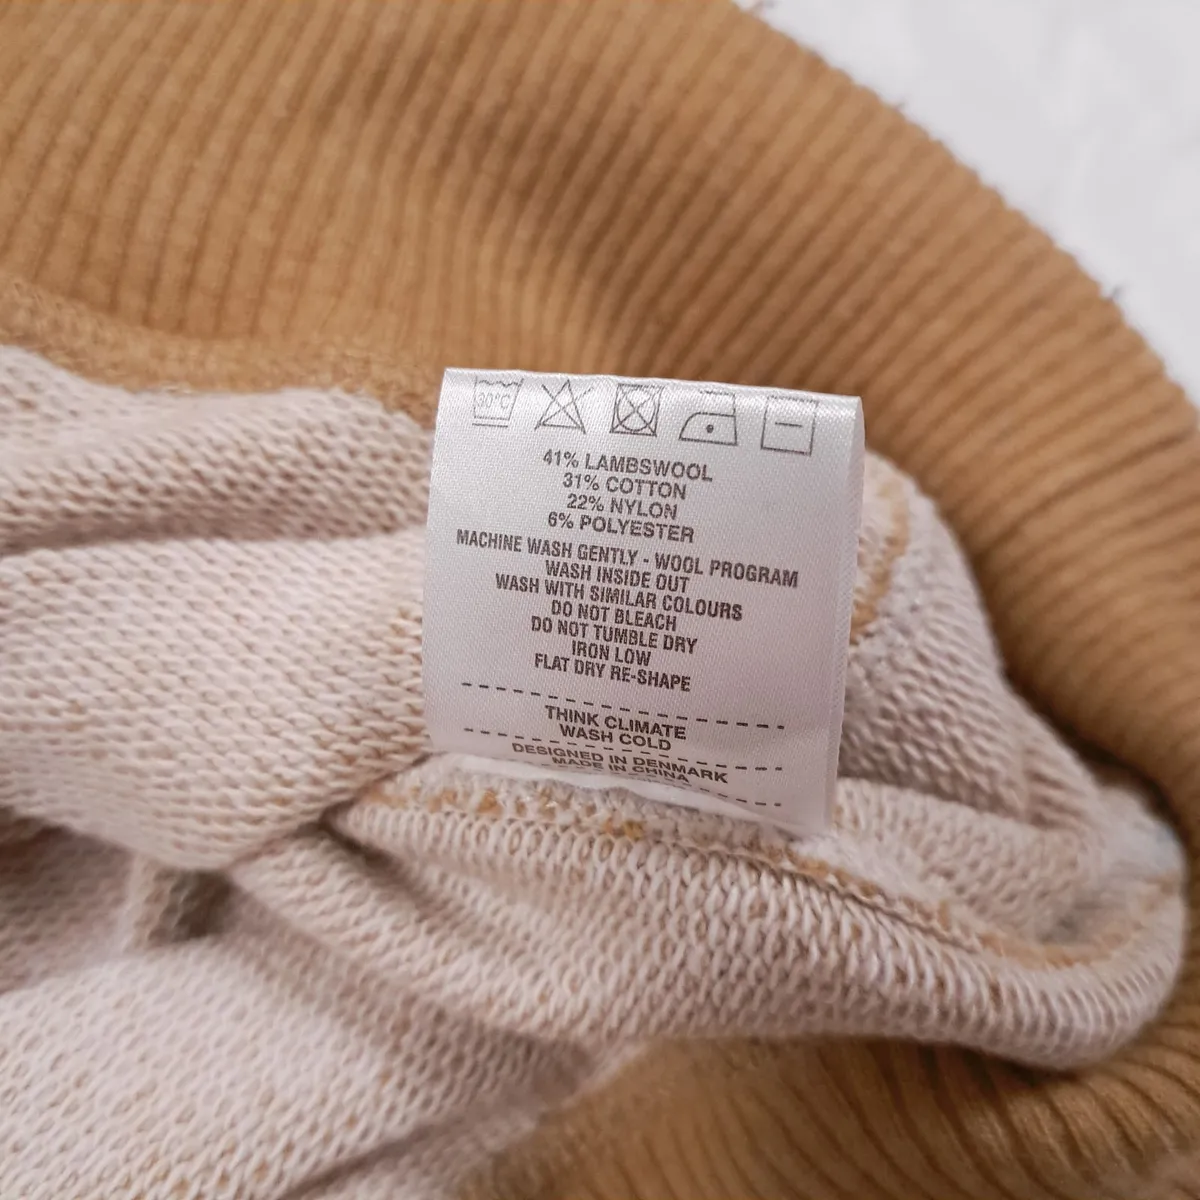 30°C
41% LAMBSWOOL
31% COTTON
22% NYLON
6% POLYESTER
MACHINE WASH GENTLY - WOOL PROGRAM
WASH INSIDE OUT
WASH WITH SIMILAR COLOURS
DO NOT BLEACH
DO NOT TUMBLE DRY
IRON LOW
FLAT DRY RE-SHAPE
THINK CLIMATE
WASH COLD
DESIGNED IN DENMARK
MADE IN CHINA